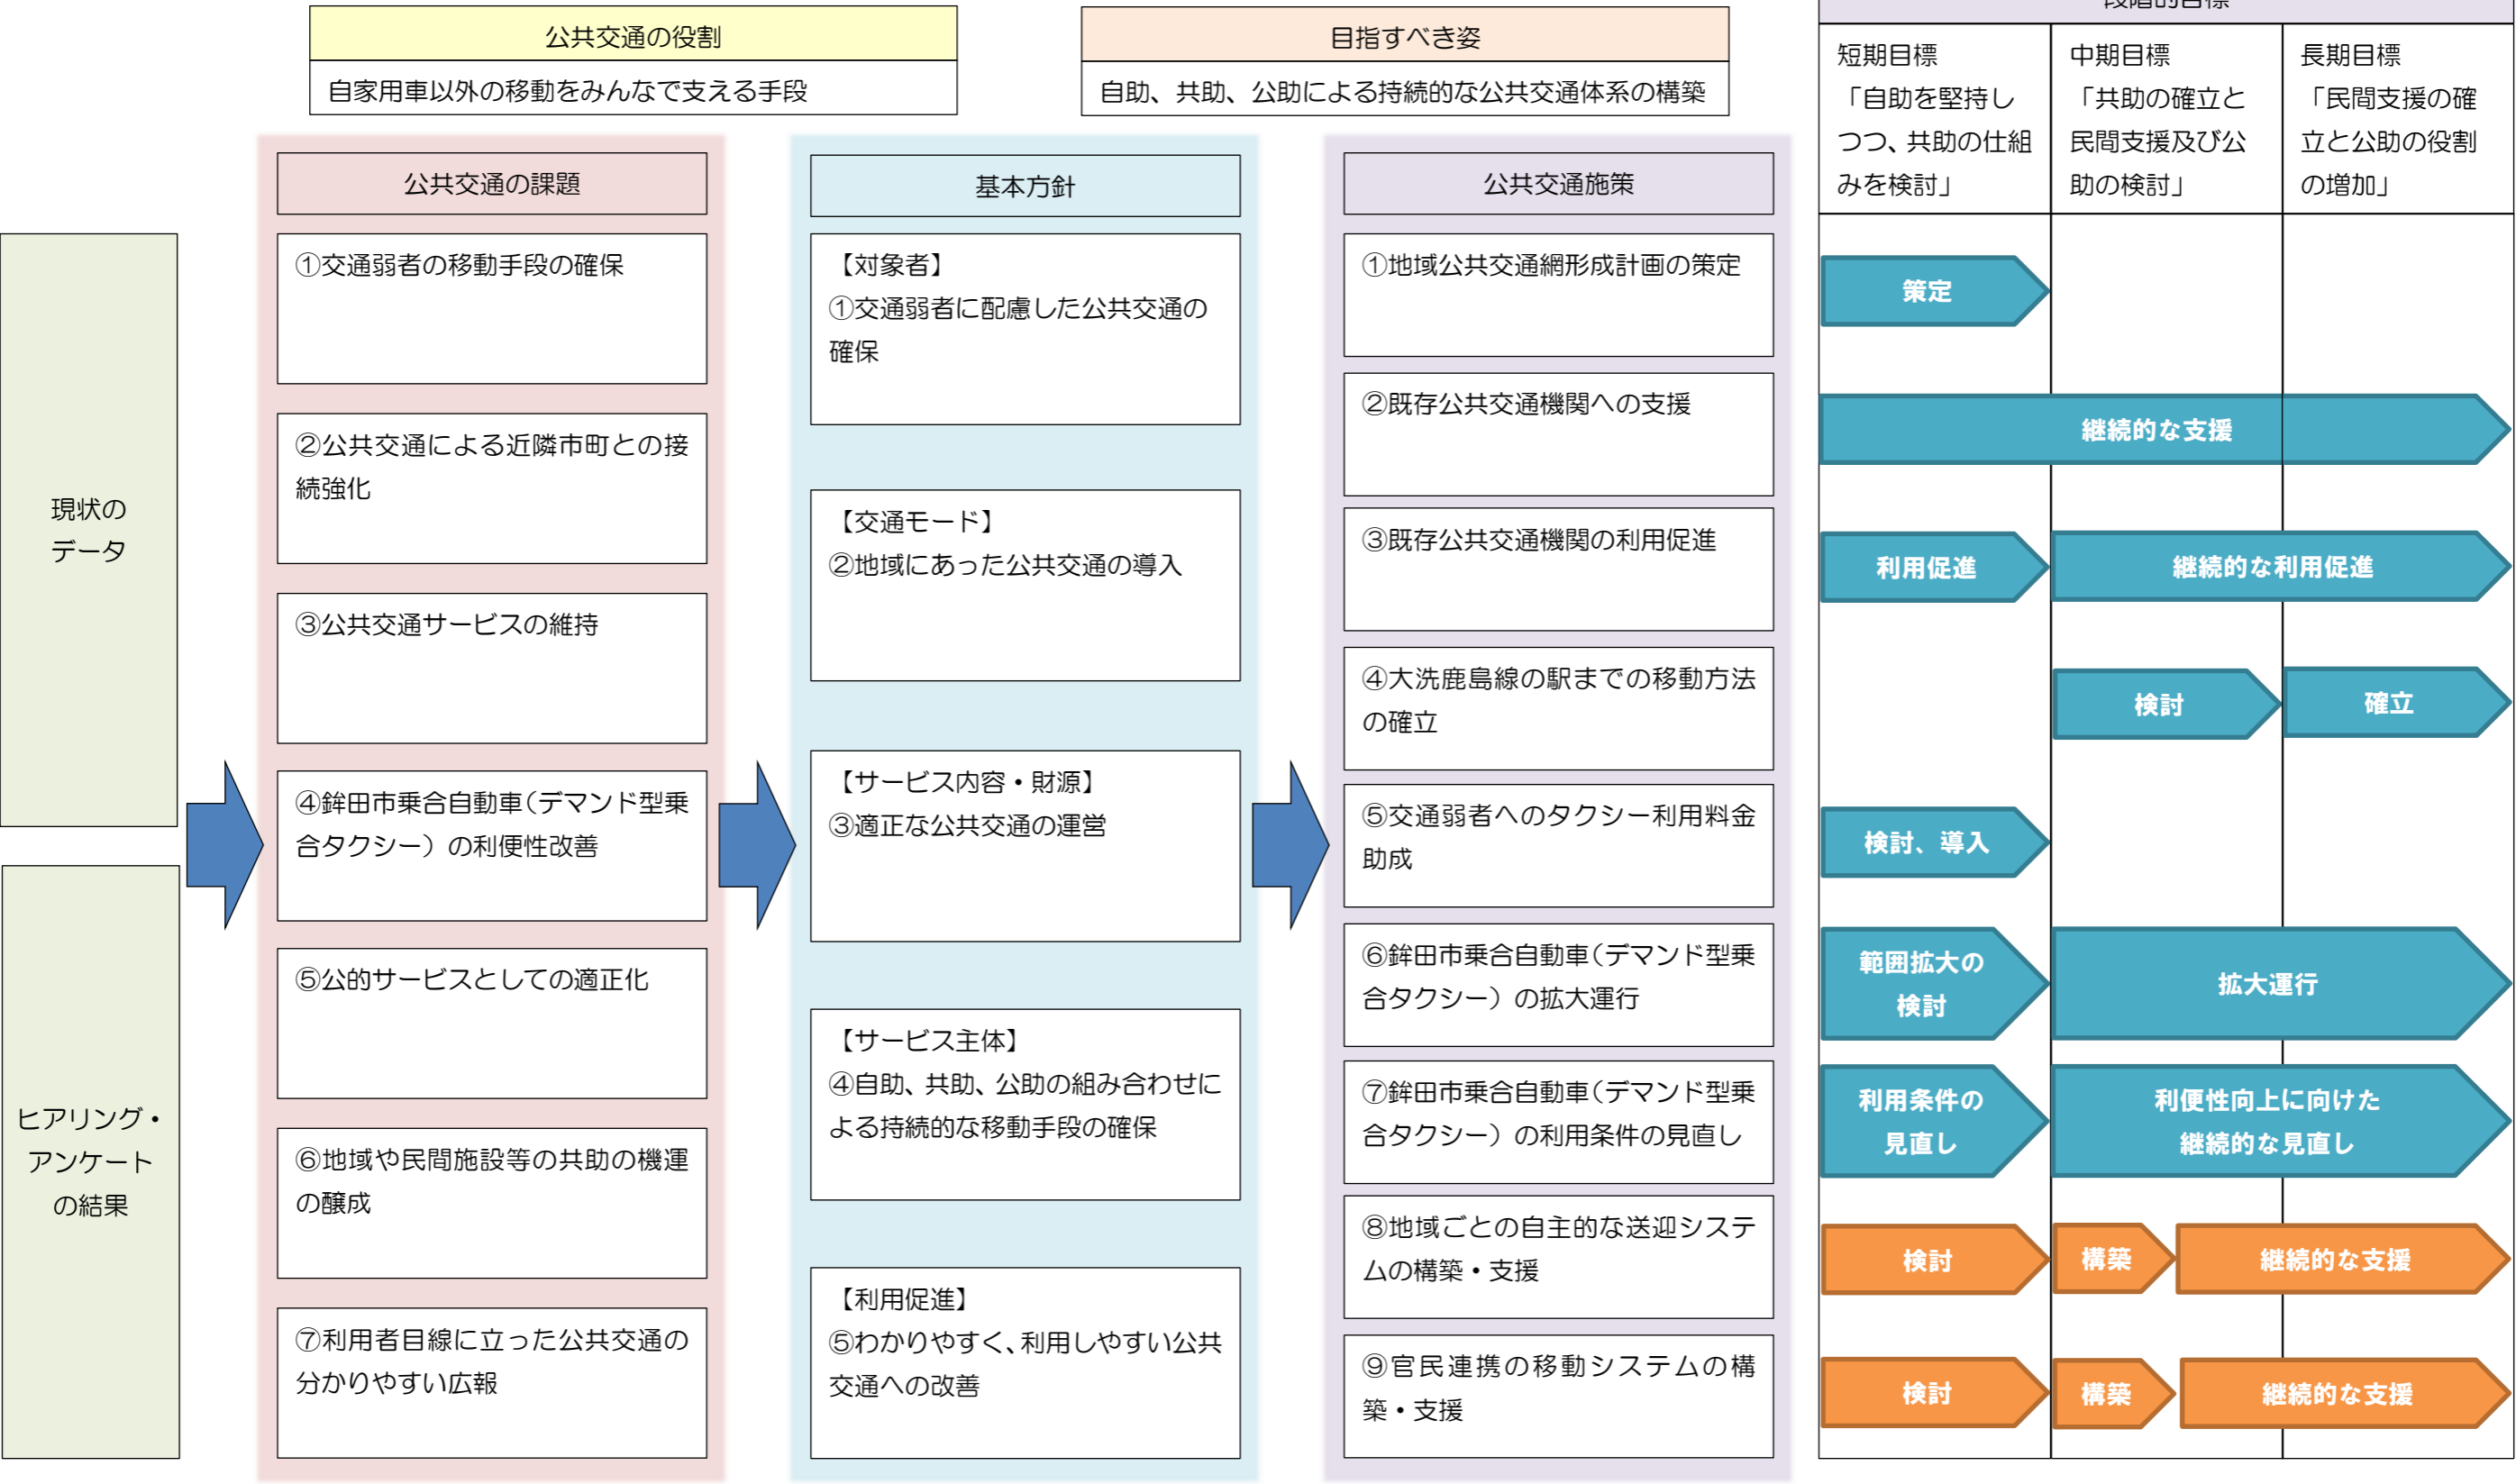 公共交通の役割
自家用車以外の移動をみんなで支える手段
目指すべき姿
自助、共助、公助による持続的な公共交通体系の構築
段階的目標
短期目標
「自助を堅持し
つつ、共助の仕組
みを検討」
中期目標
「共助の確立と
民間支援及び公
助の検討」
長期目標
「民間支援の確
立と公助の役割
の増加」
現状の
データ
ヒアリング・
アンケート
の結果
公共交通の課題
①交通弱者の移動手段の確保
②公共交通による近隣市町との接
続強化
③公共交通サービスの維持
④鉾田市乗合自動車（デマンド型乗
合タクシー）の利便性改善
⑤公的サービスとしての適正化
⑥地域や民間施設等の共助の機運
の醸成
⑦利用者目線に立った公共交通の
分かりやすい広報
基本方針
【対象者】
①交通弱者に配慮した公共交通の
確保
【交通モード】
②地域にあった公共交通の導入
【サービス内容・財源】
③適正な公共交通の運営
【サービス主体】
④自助、共助、公助の組み合わせに
よる持続的な移動手段の確保
【利用促進】
⑤わかりやすく、利用しやすい公共
交通への改善
公共交通施策
①地域公共交通網形成計画の策定
②既存公共交通機関への支援
③既存公共交通機関の利用促進
④大洗鹿島線の駅までの移動方法
の確立
⑤交通弱者へのタクシー利用料金
助成
⑥鉾田市乗合自動車（デマンド型乗
合タクシー）の拡大運行
⑦鉾田市乗合自動車（デマンド型乗
合タクシー）の利用条件の見直し
⑧地域ごとの自主的な送迎システ
ムの構築・支援
⑨官民連携の移動システムの構
築・支援
策定
継続的な支援
利用促進
継続的な利用促進
検討
確立
検討、導入
範囲拡大の
検討
拡大運行
利用条件の
見直し
利便性向上に向けた
継続的な見直し
検討
構築
継続的な支援
検討
構築
継続的な支援